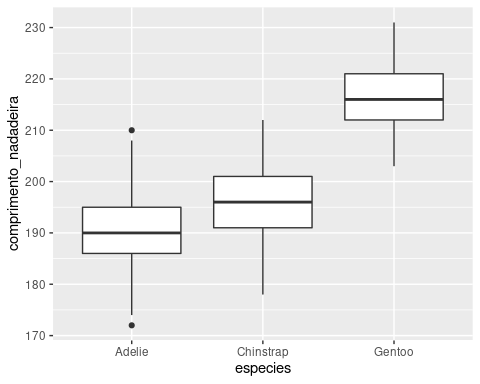 230
220
210
200
190
180
170
comprimento_nadadeira
Adelie Chinstrap Gentoo
especies